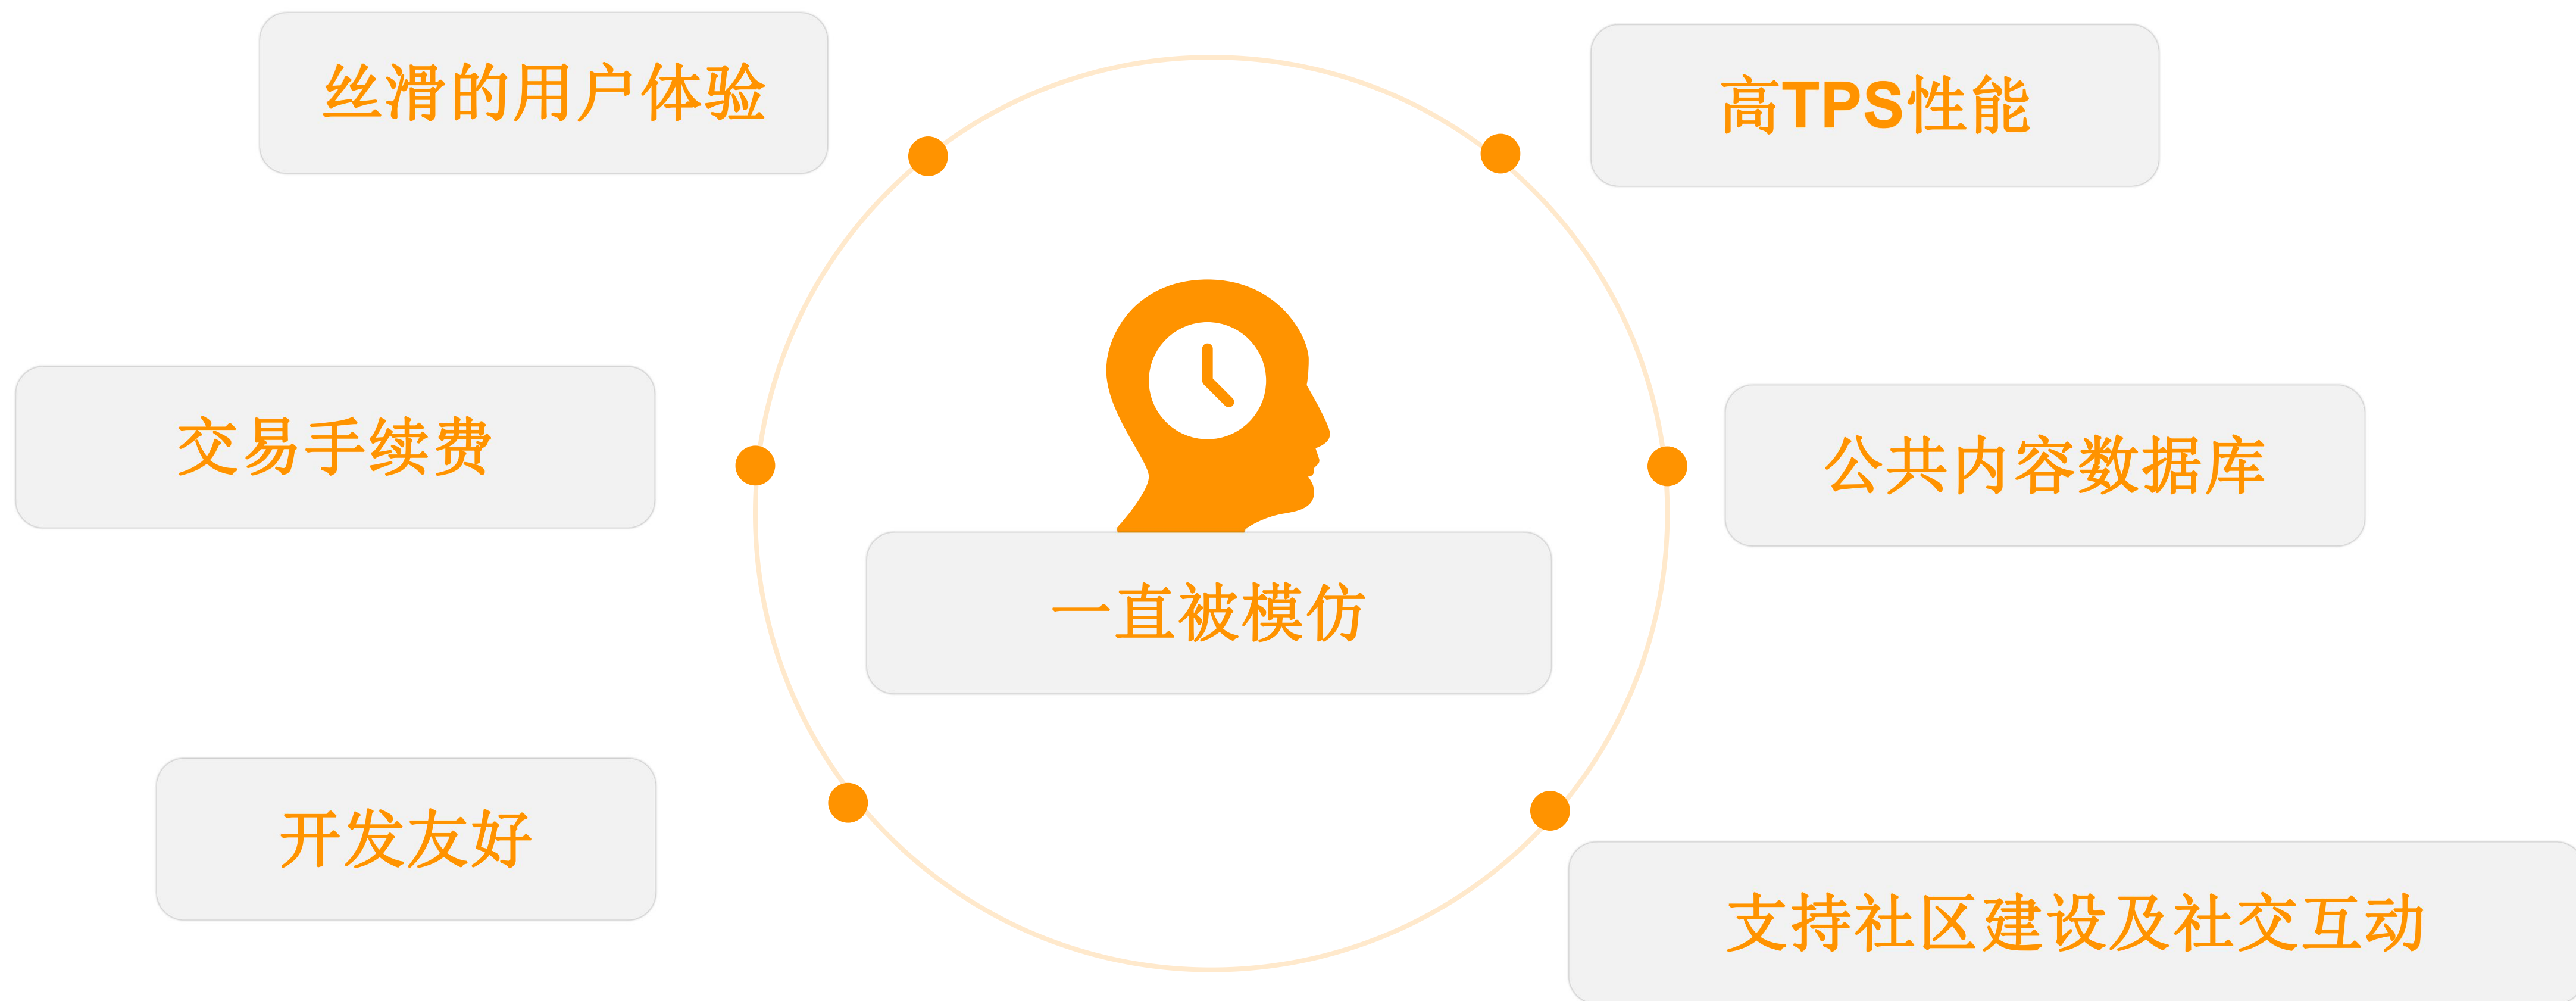 丝滑的用户体验
高TPS性能
交易手续费
公共内容数据库
一直被模仿
开发友好
支持社区建设及社交互动